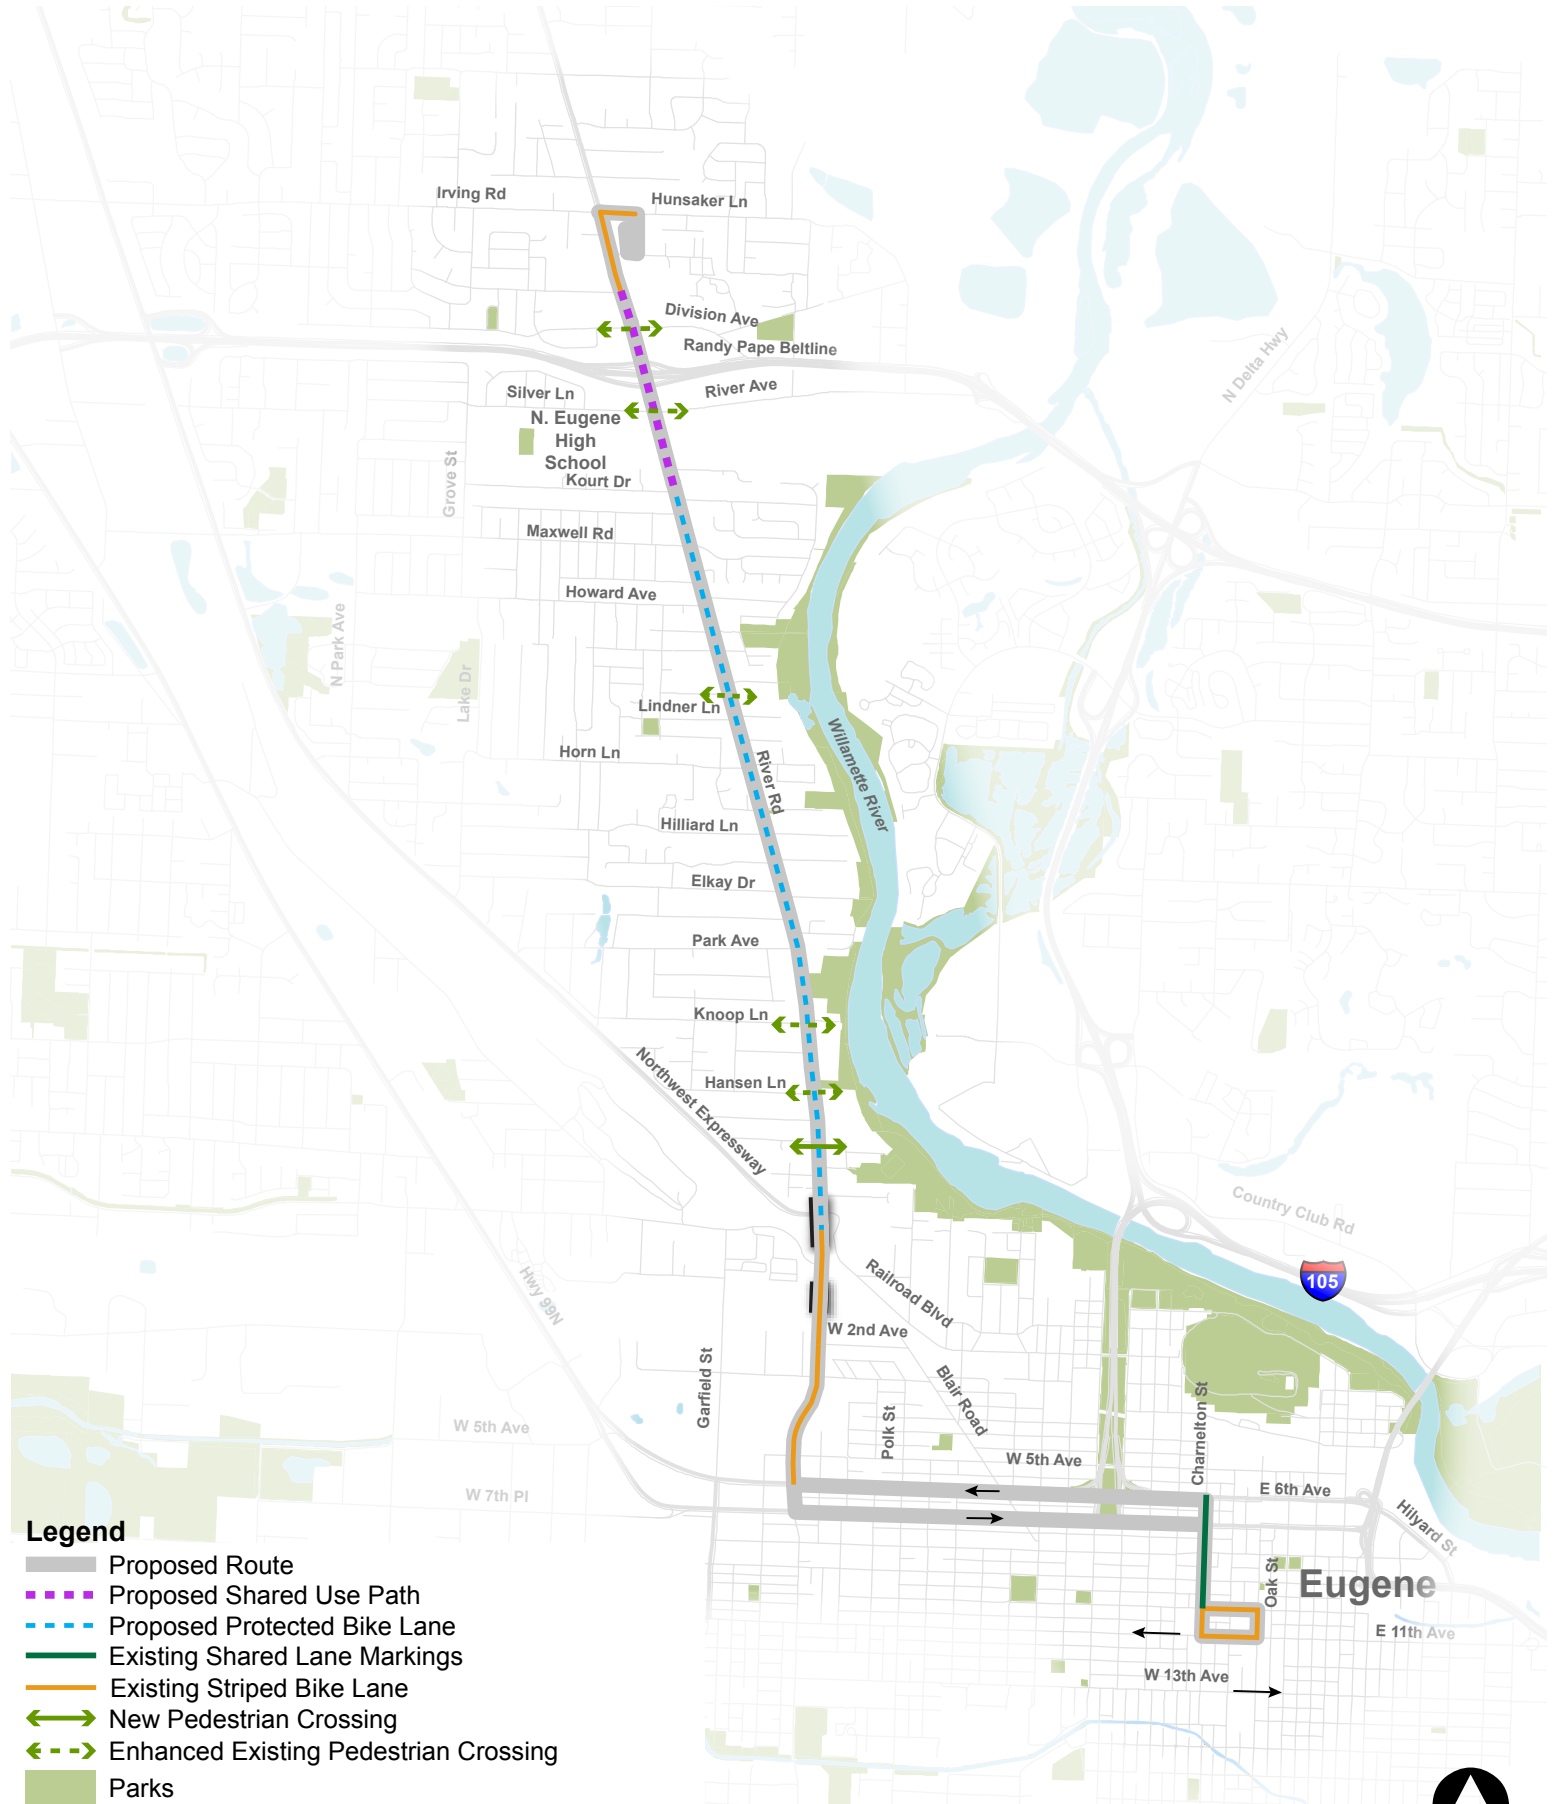 Irving Rd
Hunsaker Ln
Division Ave
Randy Pape Beltline
N Delta Hwy
Silver Ln
River Ave
N. Eugene
High
School
Kourt Dr
Grove St
Maxwell Rd
Howard Ave
N Park Ave
Lake Dr
Lindner Ln
Willamette River
Horn Ln
River Rd
Hilliard Ln
Elkay Dr
Park Ave
Knoop Ln
Hansen Ln
Northwest Expressway
Country Club Rd
Hwy 99N
Railroad Blvd
105
W 2nd Ave
Garfield St
Blair Road
Polk St
Charnelton St
W 5th Ave
W 5th Ave
W 7th Pl
E 6th Ave
Hilyard St
Oak St
Eugene
E 11th Ave
W 13th Ave
Legend
Proposed Route
Proposed Shared Use Path
Proposed Protected Bike Lane
Existing Shared Lane Markings
Existing Striped Bike Lane
New Pedestrian Crossing
Enhanced Existing Pedestrian Crossing
Parks